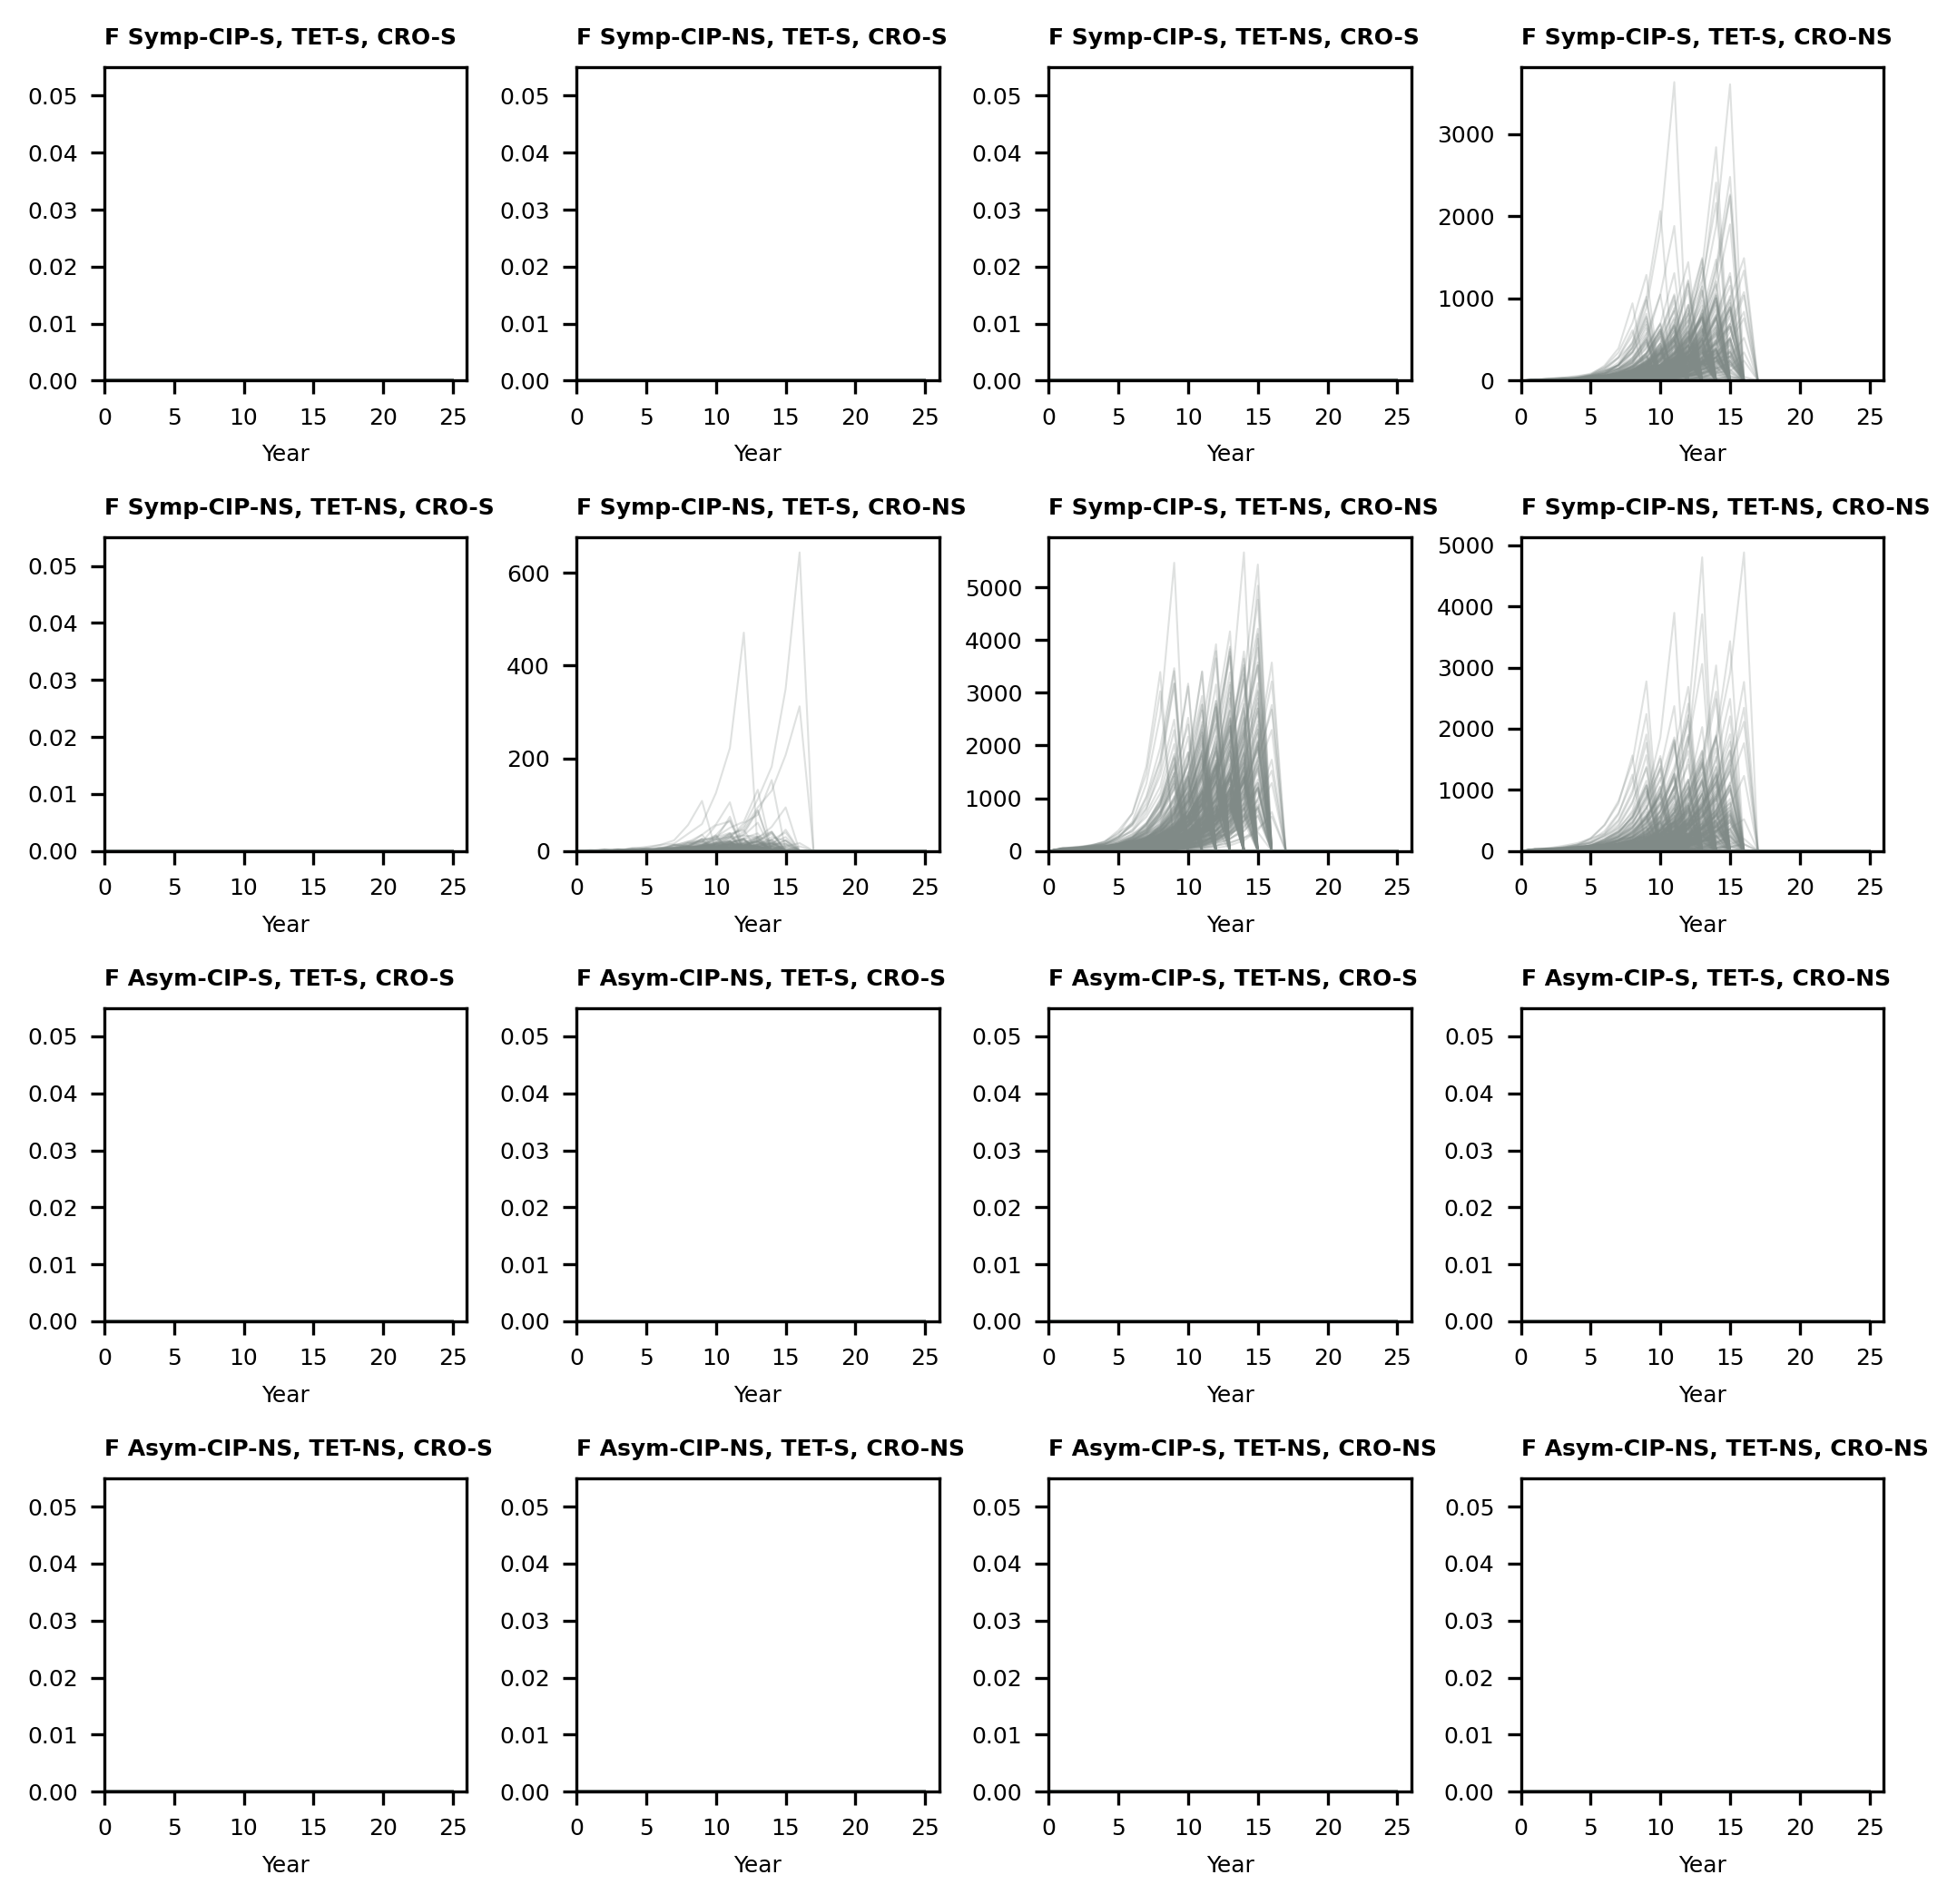 F Symp-CIP-S, TET-S, CRO-S F Symp-CIP-NS, TET-S, CRO-S F Symp-CIP-S, TET-NS, CRO-S F Symp-CIP-S, TET-S, CRO-NS
0.05 0.05 0.05 3000
0.04 0.04 0.04
0.03 0.03 0.03 2000
0.02 0.02 0.02
0.01 0.01 0.01 1000
0.00 0.00 0.00 0
0 5 10 15 20 25 0 5 10 15 20 25 0 5 10 15 20 25 0 5 10 15 20 25
Year Year Year Year
F Symp-CIP-NS, TET-NS, CRO-S F Symp-CIP-NS, TET-S, CRO-NS F Symp-CIP-S, TET-NS, CRO-NS F Symp-CIP-NS, TET-NS, CRO-NS
0.05 600 5000 5000
0.04 4000 4000
0.03 400 3000 3000
0.02 2000 2000
0.01 200 1000 1000
0.00 0 0 0
0 5 10 15 20 25 0 5 10 15 20 25 0 5 10 15 20 25 0 5 10 15 20 25
Year Year Year Year
F Asym-CIP-S, TET-S, CRO-S F Asym-CIP-NS, TET-S, CRO-S F Asym-CIP-S, TET-NS, CRO-S F Asym-CIP-S, TET-S, CRO-NS
0.05 0.05 0.05 0.05
0.04 0.04 0.04 0.04
0.03 0.03 0.03 0.03
0.02 0.02 0.02 0.02
0.01 0.01 0.01 0.01
0.00 0.00 0.00 0.00
0 5 10 15 20 25 0 5 10 15 20 25 0 5 10 15 20 25 0 5 10 15 20 25
Year Year Year Year
F Asym-CIP-NS, TET-NS, CRO-S F Asym-CIP-NS, TET-S, CRO-NS F Asym-CIP-S, TET-NS, CRO-NS F Asym-CIP-NS, TET-NS, CRO-NS
0.05 0.05 0.05 0.05
0.04 0.04 0.04 0.04
0.03 0.03 0.03 0.03
0.02 0.02 0.02 0.02
0.01 0.01 0.01 0.01
0.00 0.00 0.00 0.00
0 5 10 15 20 25 0 5 10 15 20 25 0 5 10 15 20 25 0 5 10 15 20 25
Year Year Year Year